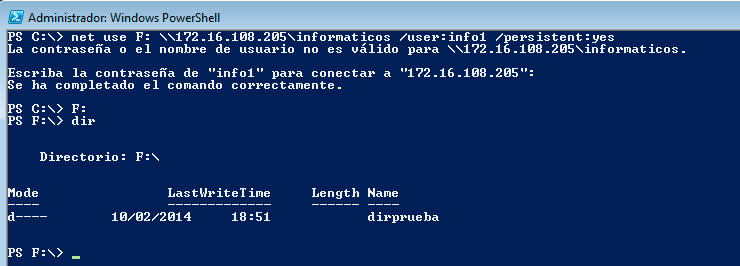 Administrador: Windows PowerShell
PS C:\> net use F: \\172.16.108.205\informaticos /user:info1 /persistent:yes
La contraseña o el nombre de usuario no es válido para \\172.16.108.205\informaticos.
Escriba la contraseña de "info1" para conectar a "172.16.108.205":
Se ha completado el comando correctamente.
PS C:\> F:
PS F:\> dir
Directorio: F:\
Mode LastWriteTime Length Name
---- ------------- ------ ----
d---- 10/02/2014 18:51 dirprueba
PS F:\> _